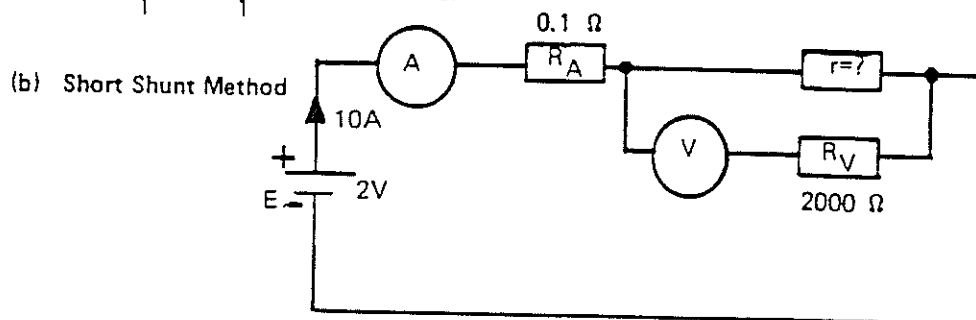 0.1 Ω
A
R_A
r=?
(b) Short Shunt Method
10A
V
R_V
+
E -
2V
2000 Ω